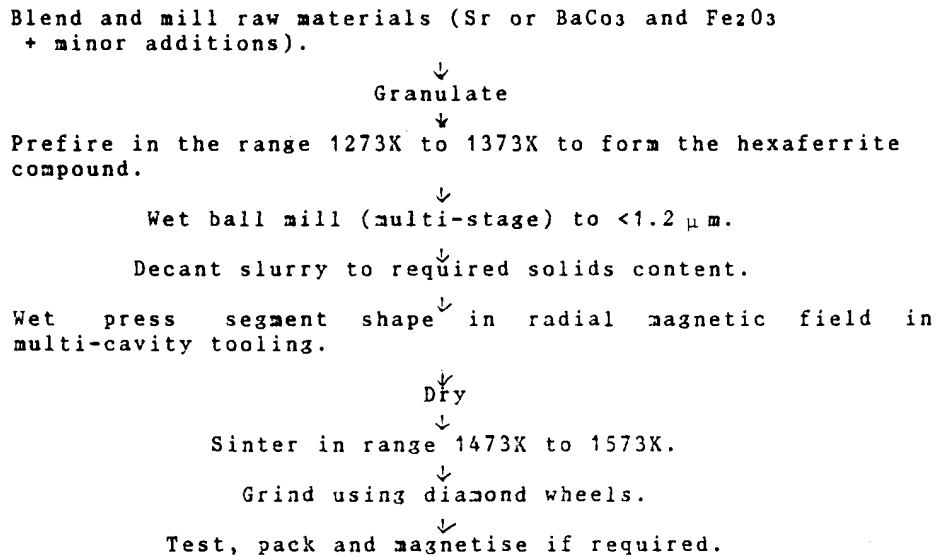 Blend and mill raw materials (Sr or BaCo₃ and Fe₂O₃
+ minor additions).
↓
Granulate
↓
Prefire in the range 1273K to 1373K to form the hexaferrite
compound.
↓
Wet ball mill (multi-stage) to <1.2 μm.
↓
Decant slurry to required solids content.
↓
Wet press segment shape in radial magnetic field in
multi-cavity tooling.
↓
Dry
↓
Sinter in range 1473K to 1573K.
↓
Grind using diamond wheels.
↓
Test, pack and magnetise if required.